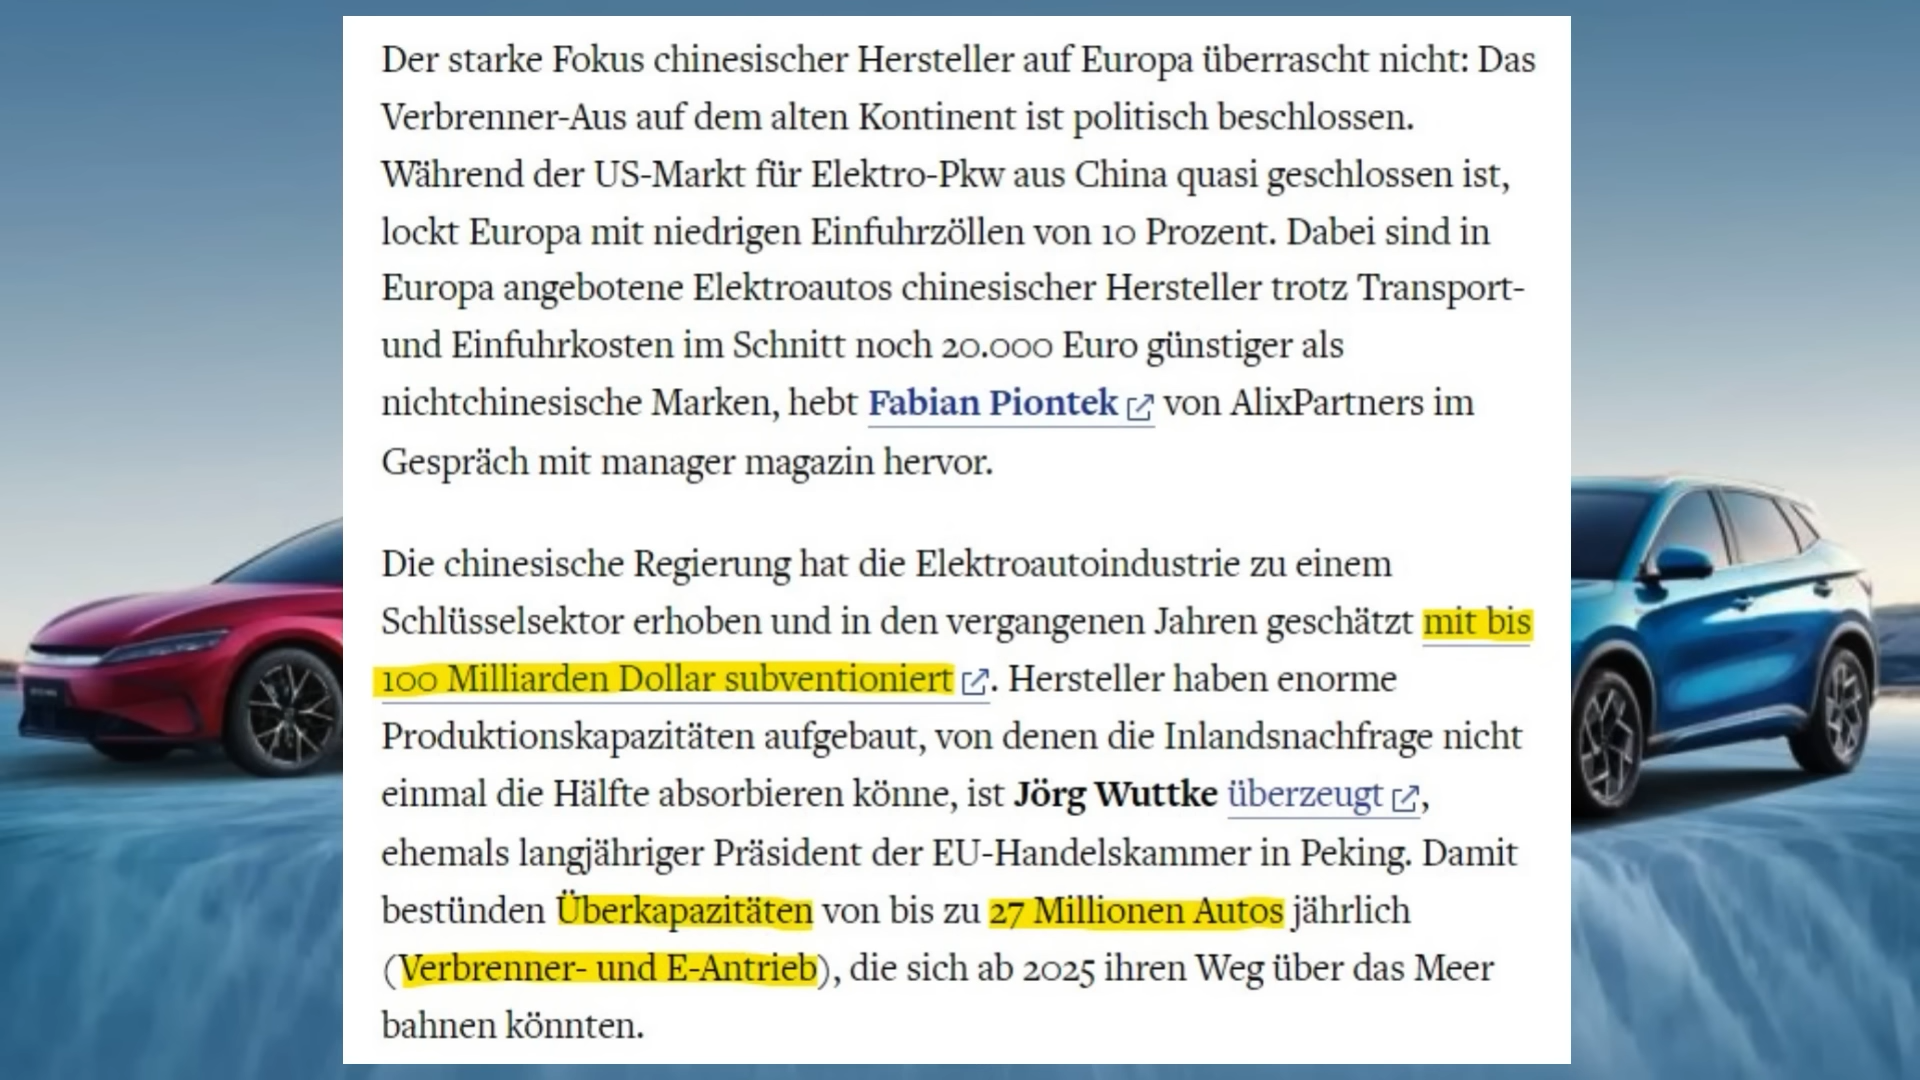 Der starke Fokus chinesischer Hersteller auf Europa überrascht nicht: Das
Verbrenner-Aus auf dem alten Kontinent ist politisch beschlossen.
Während der US-Markt für Elektro-Pkw aus China quasi geschlossen ist,
lockt Europa mit niedrigen Einfuhrzöllen von 10 Prozent. Dabei sind in
Europa angebotene Elektroautos chinesischer Hersteller trotz Transport-
und Einfuhrkosten im Schnitt noch 20.000 Euro günstiger als
nichtchinesische Marken, hebt Fabian Piontek von AlixPartners im
Gespräch mit manager magazin hervor.
Die chinesische Regierung hat die Elektroautoindustrie zu einem
Schlüsselsektor erhoben und in den vergangenen Jahren geschätzt mit bis
100 Milliarden Dollar subventioniert. Hersteller haben enorme
Produktionskapazitäten aufgebaut, von denen die Inlandsnachfrage nicht
einmal die Hälfte absorbieren könne, ist Jörg Wuttke überzeugt,
ehemals langjähriger Präsident der EU-Handelskammer in Peking. Damit
bestünden Überkapazitäten von bis zu 27 Millionen Autos jährlich
(Verbrenner- und E-Antrieb), die sich ab 2025 ihren Weg über das Meer
bahnen könnten.